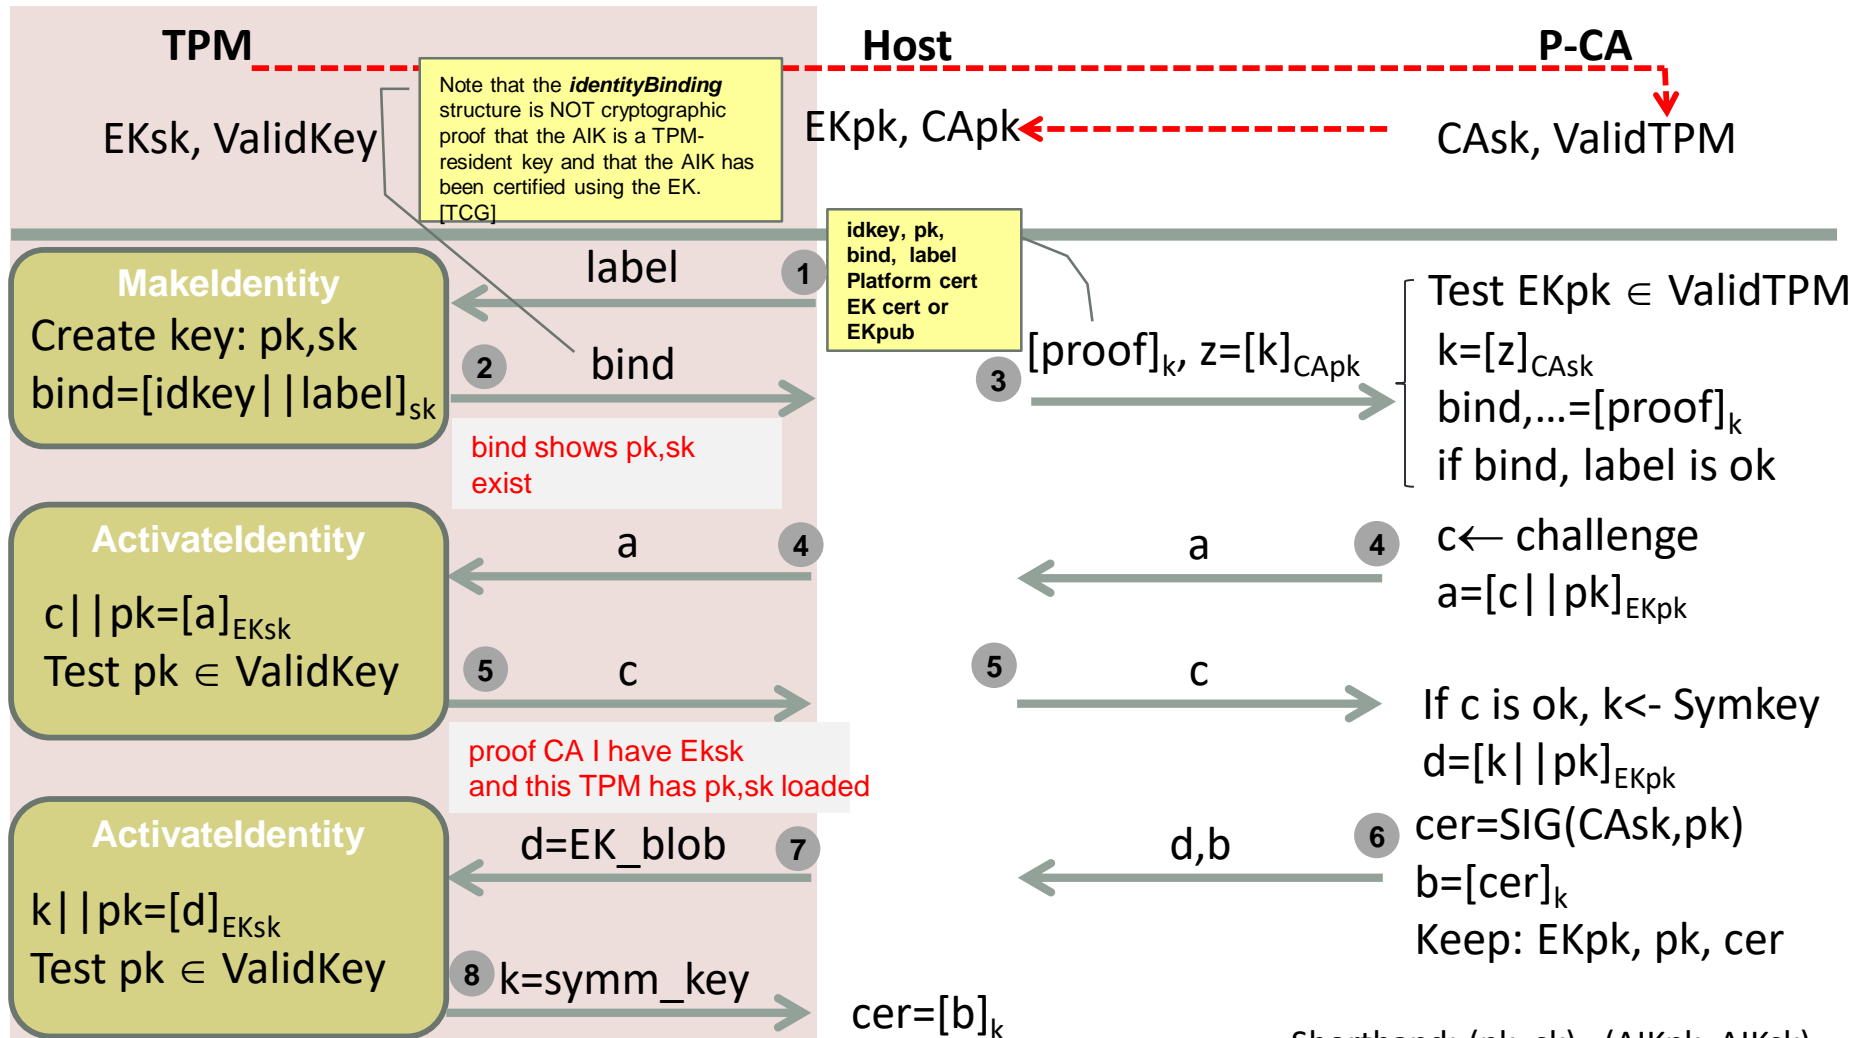 TPM
Host
P-CA
Note that the identityBinding
structure is NOT cryptographic
proof that the AIK is a TPM-
resident key and that the AIK has
been certified using the EK.
[TCG]
EKsk, ValidKey
EKpk, CApk
CAsk, ValidTPM
idkey, pk,
bind, label
Platform cert
EK cert or
EKpub
MakeIdentity
Create key: pk,sk
bind=[idkey||label]sk
label
1
2
bind
bind shows pk,sk
exist
3
[proof]k, z=[k]CApk
Test EKpk ∈ ValidTPM
k=[z]CAsk
bind,…=[proof]k
if bind, label is ok
ActivateIdentity
c||pk=[a]EKsk
Test pk ∈ ValidKey
a
4
a
4
c← challenge
a=[c||pk]EKpk
5
c
5
c
proof CA I have Eksk
and this TPM has pk,sk loaded
If c is ok, k<- Symkey
d=[k||pk]EKpk
cer=SIG(CAsk,pk)
b=[cer]k
Keep: EKpk, pk, cer
ActivateIdentity
k||pk=[d]EKsk
Test pk ∈ ValidKey
d=EK_blob
7
d,b
6
8
k=symm_key
cer=[b]k
Shorthand: (pk, sk)
(AIKpk, AIKsk)